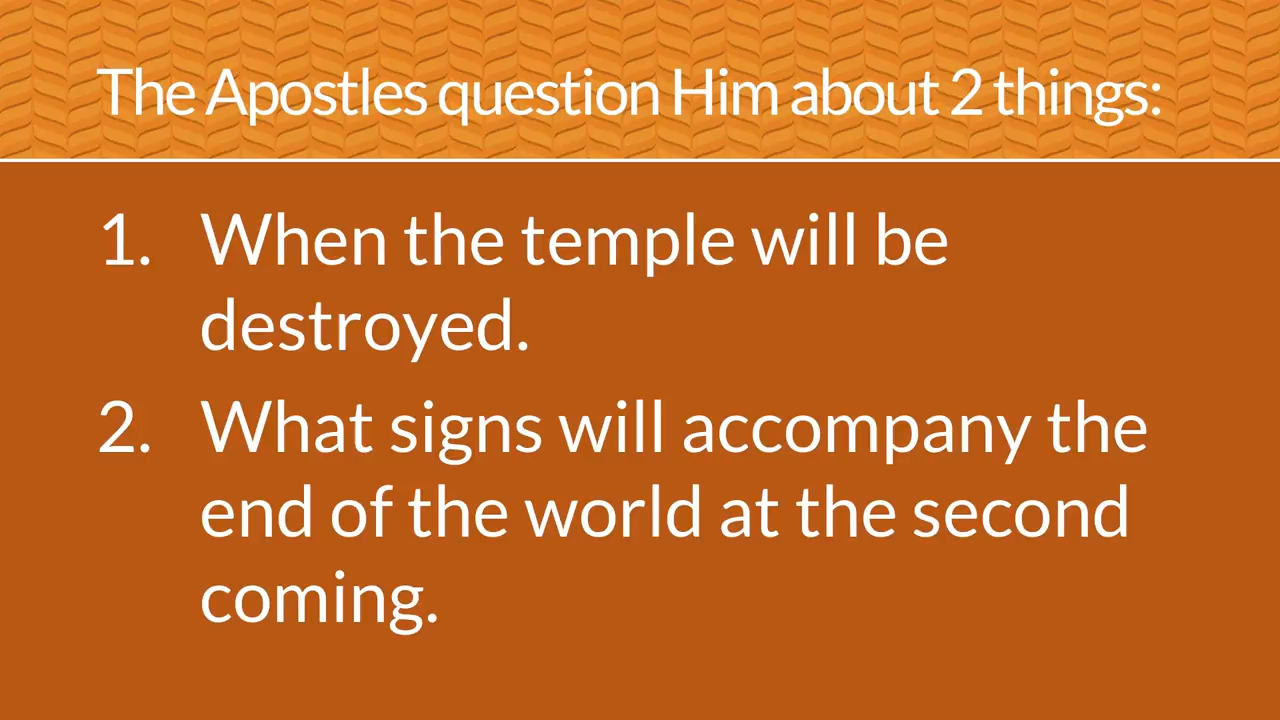 The Apostles question Him about 2 things:
1. When the temple will be
destroyed.
2. What signs will accompany the
end of the world at the second
coming.